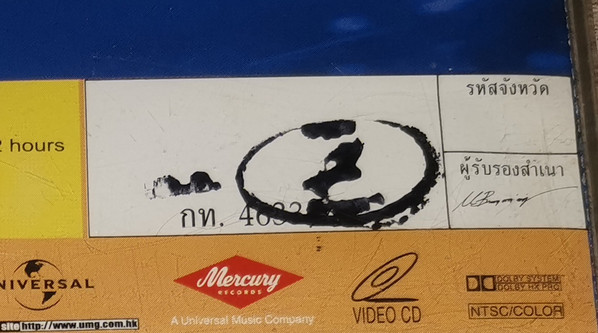 รหัสจังหวัด
2 hours
ผู้รับรองสำเนา
กท.
UNIVERSAL
Mercury
RECORDS
A Universal Music Company
VIDEO CD
DOLBY SYSTEM
DOLBY HX PRO
NTSC/COLOR
site http://www.umg.com.hk